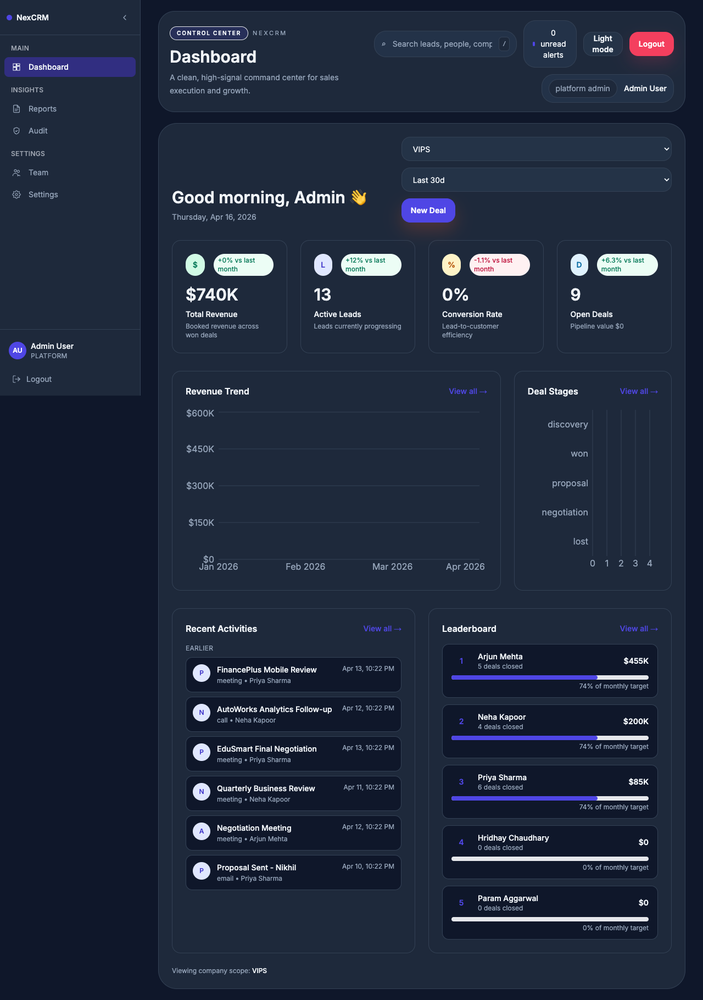 NexCRM
MAIN
Dashboard
INSIGHTS
Reports
Audit
SETTINGS
Team
Settings
AU
Admin User
PLATFORM
Logout
CONTROL CENTER
NEXCRM
Dashboard
A clean, high-signal command center for sales
execution and growth.
Search leads, people, comp
/
0
unread
alerts
Light
mode
Logout
platform admin
Admin User
Good morning, Admin 👋
Thursday, Apr 16, 2026
VIPS
Last 30d
New Deal
$
+0% vs last
month
$740K
Total Revenue
Booked revenue across
won deals
L
+12% vs last
month
13
Active Leads
Leads currently progressing
%
-1.1% vs last
month
0%
Conversion Rate
Lead-to-customer
efficiency
D
+6.3% vs last
month
9
Open Deals
Pipeline value $0
Revenue Trend
View all →
$600K
$450K
$300K
$150K
$0
Jan 2026
Feb 2026
Mar 2026
Apr 2026
Deal Stages
View all →
discovery
won
proposal
negotiation
lost
0
1
2
3
4
Recent Activities
View all →
EARLIER
P
FinancePlus Mobile Review
Apr 13, 10:22 PM
meeting • Priya Sharma
N
AutoWorks Analytics Follow-up
Apr 12, 10:22 PM
call • Neha Kapoor
P
EduSmart Final Negotiation
Apr 13, 10:22 PM
meeting • Priya Sharma
N
Quarterly Business Review
Apr 11, 10:22 PM
meeting • Neha Kapoor
A
Negotiation Meeting
Apr 12, 10:22 PM
meeting • Arjun Mehta
P
Proposal Sent - Nikhil
Apr 10, 10:22 PM
email • Priya Sharma
Leaderboard
View all →
1
Arjun Mehta
5 deals closed
$455K
74% of monthly target
2
Neha Kapoor
4 deals closed
$200K
74% of monthly target
3
Priya Sharma
6 deals closed
$85K
74% of monthly target
4
Hridhay Chaudhary
0 deals closed
$0
0% of monthly target
5
Param Aggarwal
0 deals closed
$0
0% of monthly target
Viewing company scope: VIPS